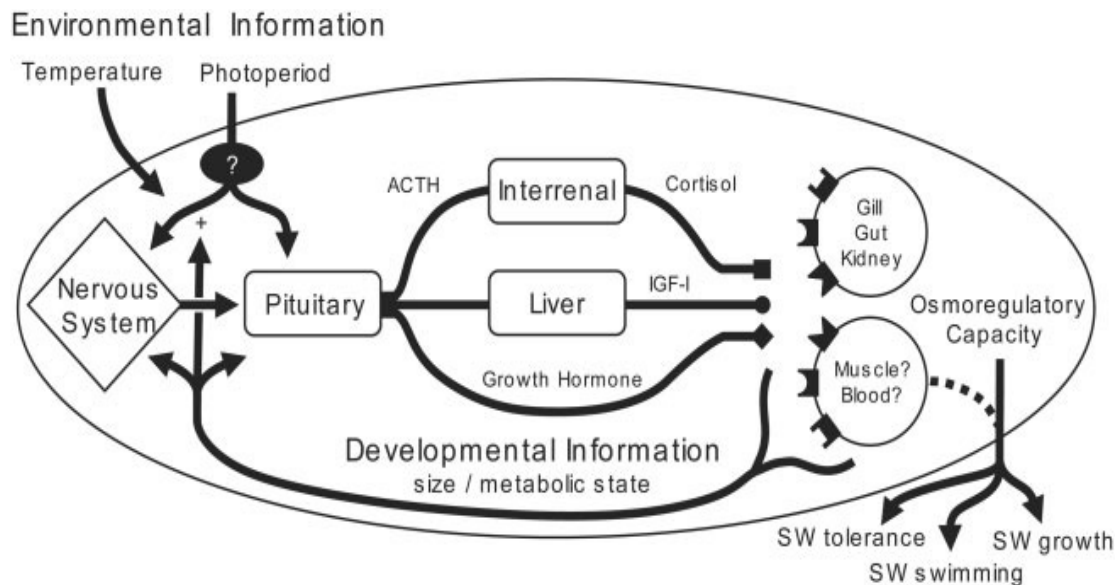 Environmental Information
Temperature
Photoperiod
?
ACTH
Interrenal
Cortisol
Gill
Gut
Kidney
+
Nervous
System
Pituitary
Liver
IGF-I
Osmoregulatory
Capacity
Growth Hormone
Muscle?
Blood?
Developmental Information
size / metabolic state
SW tolerance
SW growth
SW swimming